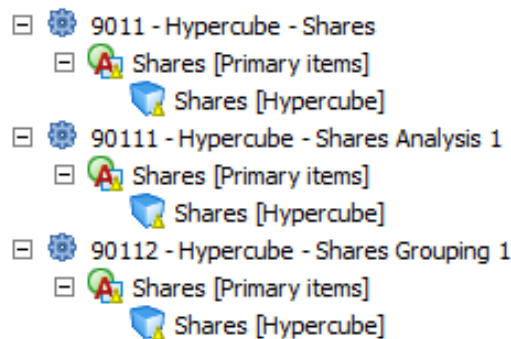 9011 - Hypercube - Shares
Shares [Primary items]
Shares [Hypercube]
90111 - Hypercube - Shares Analysis 1
Shares [Primary items]
Shares [Hypercube]
90112 - Hypercube - Shares Grouping 1
Shares [Primary items]
Shares [Hypercube]